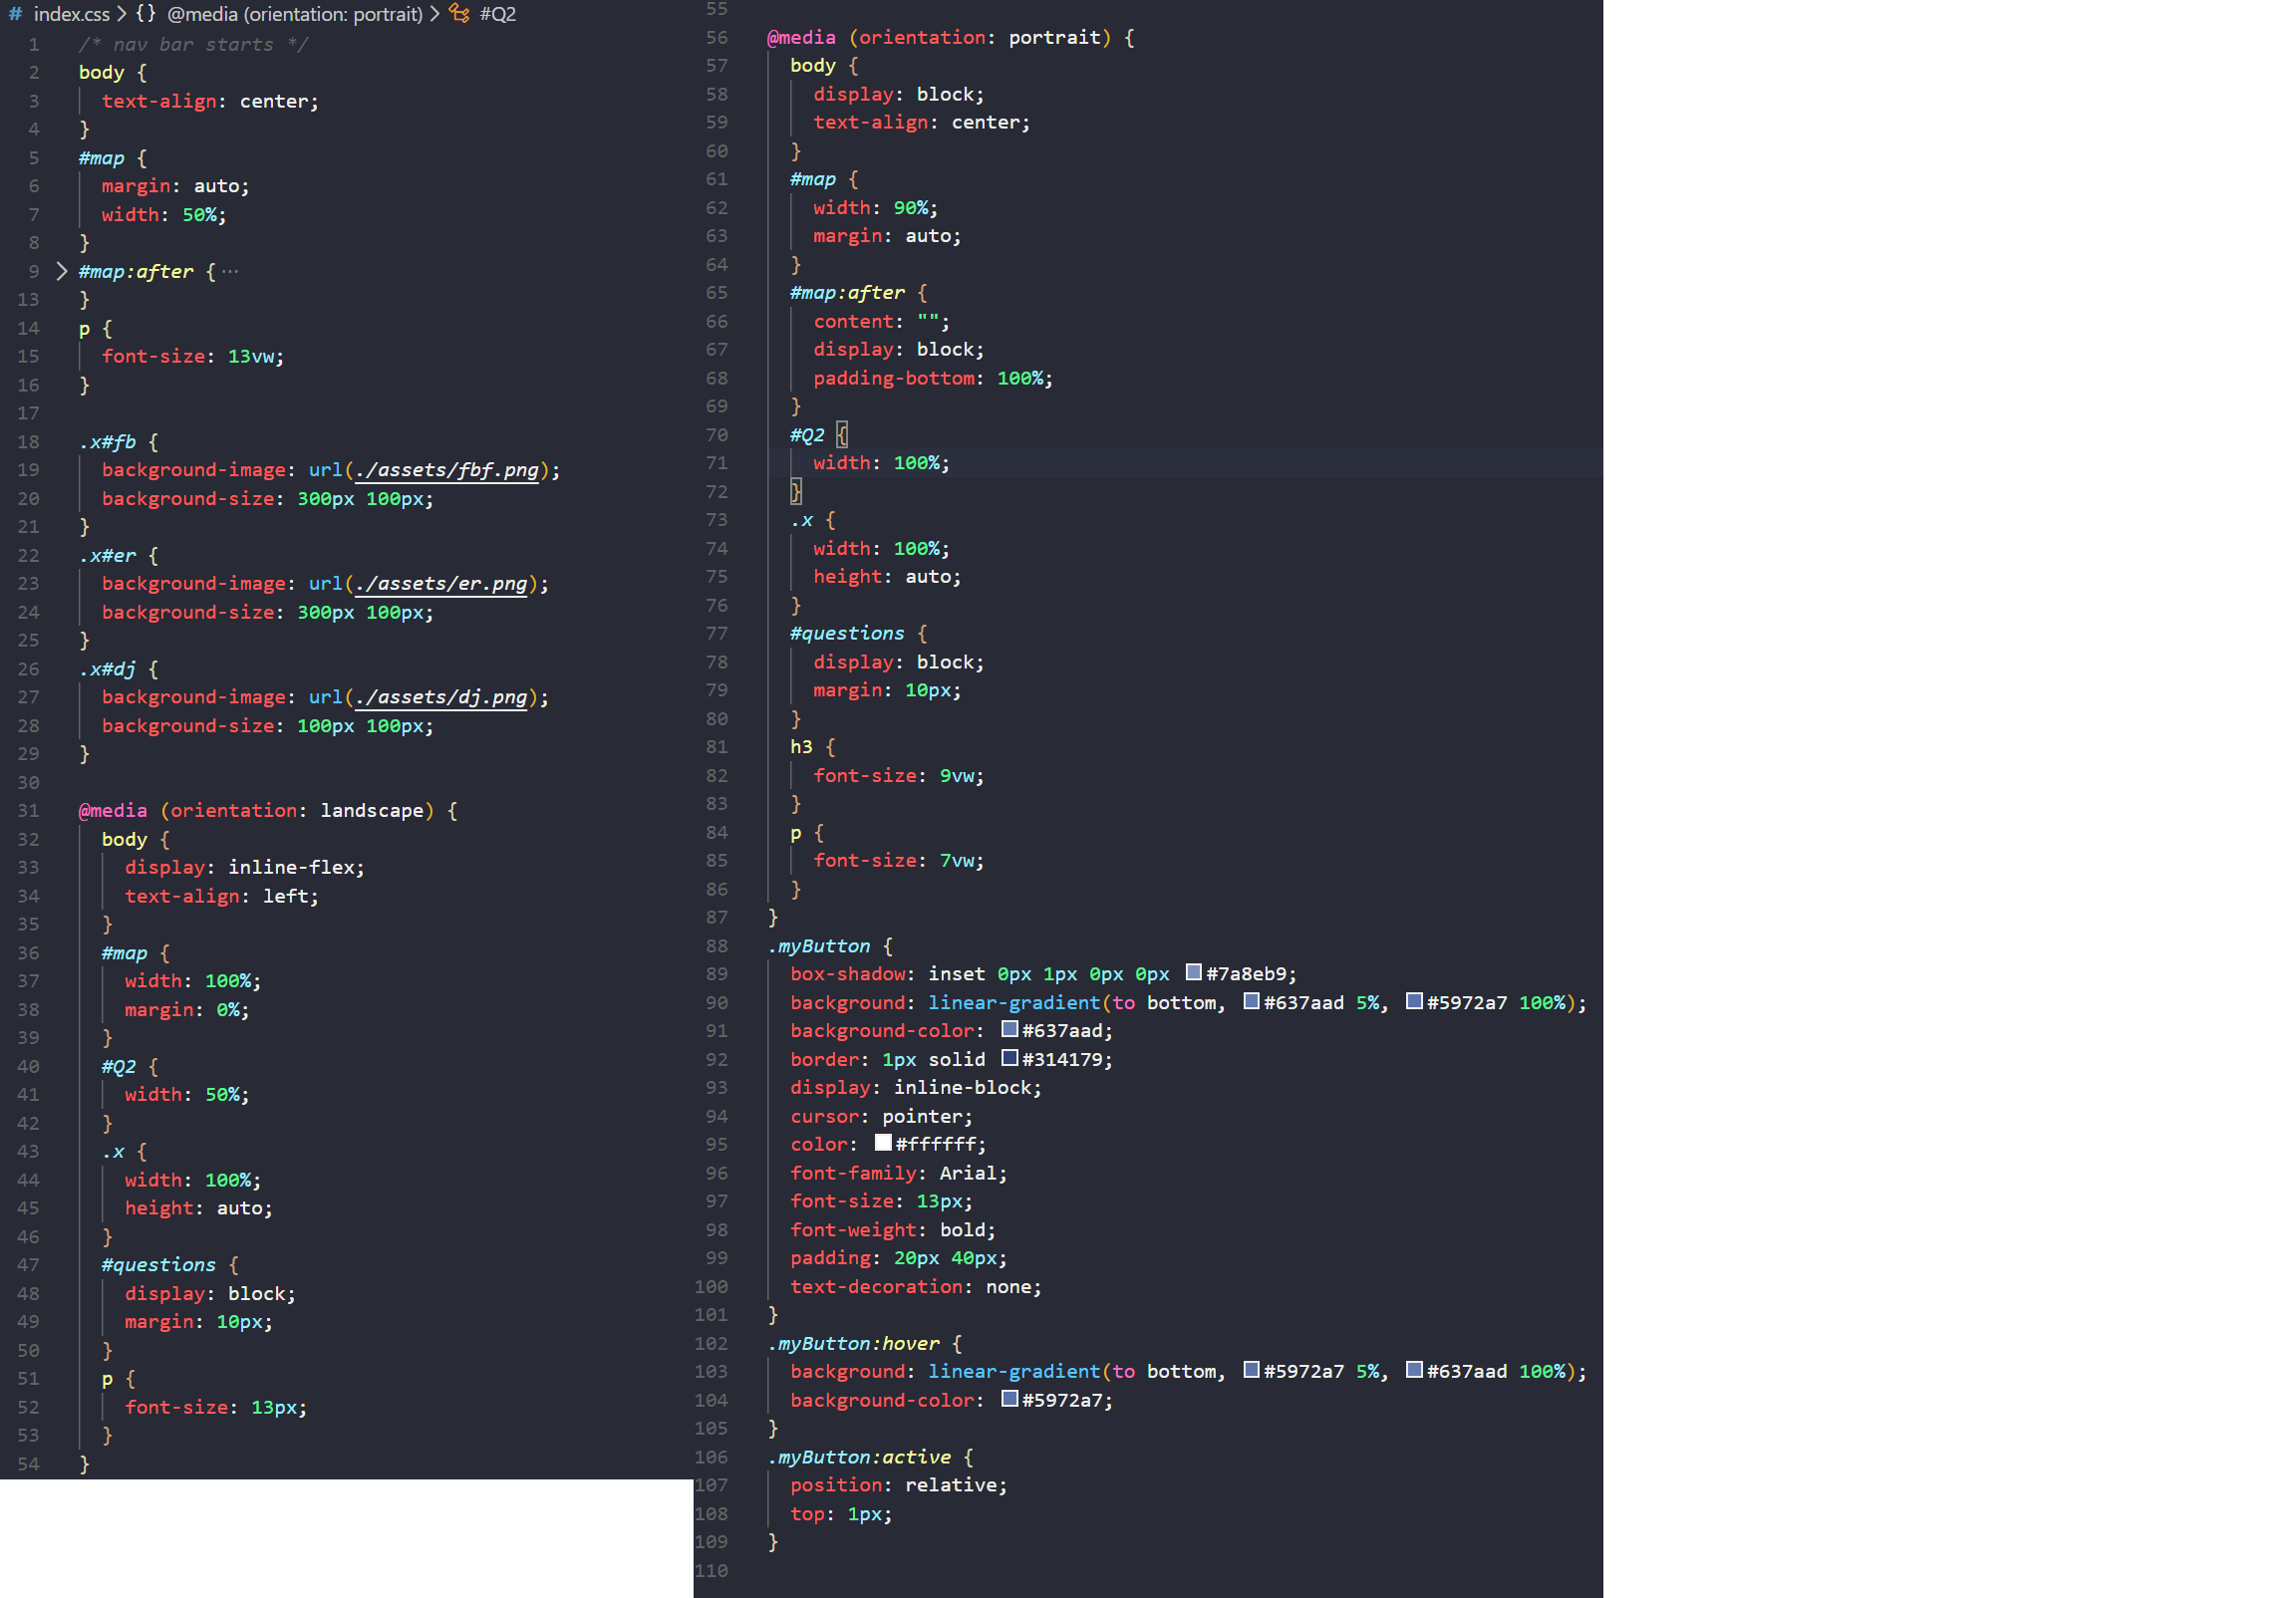 # index.css > {} @media (orientation: portrait) > #Q2
1 /* nav bar starts */
2 body {
3 text-align: center;
4 }
5 #map {
6 margin: auto;
7 width: 50%;
8 }
9 > #map:after { ···
13 }
14 p {
15 font-size: 13vw;
16 }
17
18 .x#fb {
19 background-image: url(./assets/fbf.png);
20 background-size: 300px 100px;
21 }
22 .x#er {
23 background-image: url(./assets/er.png);
24 background-size: 300px 100px;
25 }
26 .x#dj {
27 background-image: url(./assets/dj.png);
28 background-size: 100px 100px;
29 }
30
31 @media (orientation: landscape) {
32 body {
33 display: inline-flex;
34 text-align: left;
35 }
36 #map {
37 width: 100%;
38 margin: 0%;
39 }
40 #Q2 {
41 width: 50%;
42 }
43 .x {
44 width: 100%;
45 height: auto;
46 }
47 #questions {
48 display: block;
49 margin: 10px;
50 }
51 p {
52 font-size: 13px;
53 }
54 }
55
56 @media (orientation: portrait) {
57 body {
58 display: block;
59 text-align: center;
60 }
61 #map {
62 width: 90%;
63 margin: auto;
64 }
65 #map:after {
66 content: "";
67 display: block;
68 padding-bottom: 100%;
69 }
70 #Q2 {
71 width: 100%;
72 }
73 .x {
74 width: 100%;
75 height: auto;
76 }
77 #questions {
78 display: block;
79 margin: 10px;
80 }
81 h3 {
82 font-size: 9vw;
83 }
84 p {
85 font-size: 7vw;
86 }
87 }
88 .myButton {
89 box-shadow: inset 0px 1px 0px 0px #7a8eb9;
90 background: linear-gradient(to bottom, #637aad 5%, #5972a7 100%);
91 background-color: #637aad;
92 border: 1px solid #314179;
93 display: inline-block;
94 cursor: pointer;
95 color: #ffffff;
96 font-family: Arial;
97 font-size: 13px;
98 font-weight: bold;
99 padding: 20px 40px;
100 text-decoration: none;
101 }
102 .myButton:hover {
103 background: linear-gradient(to bottom, #5972a7 5%, #637aad 100%);
104 background-color: #5972a7;
105 }
106 .myButton:active {
107 position: relative;
108 top: 1px;
109 }
110